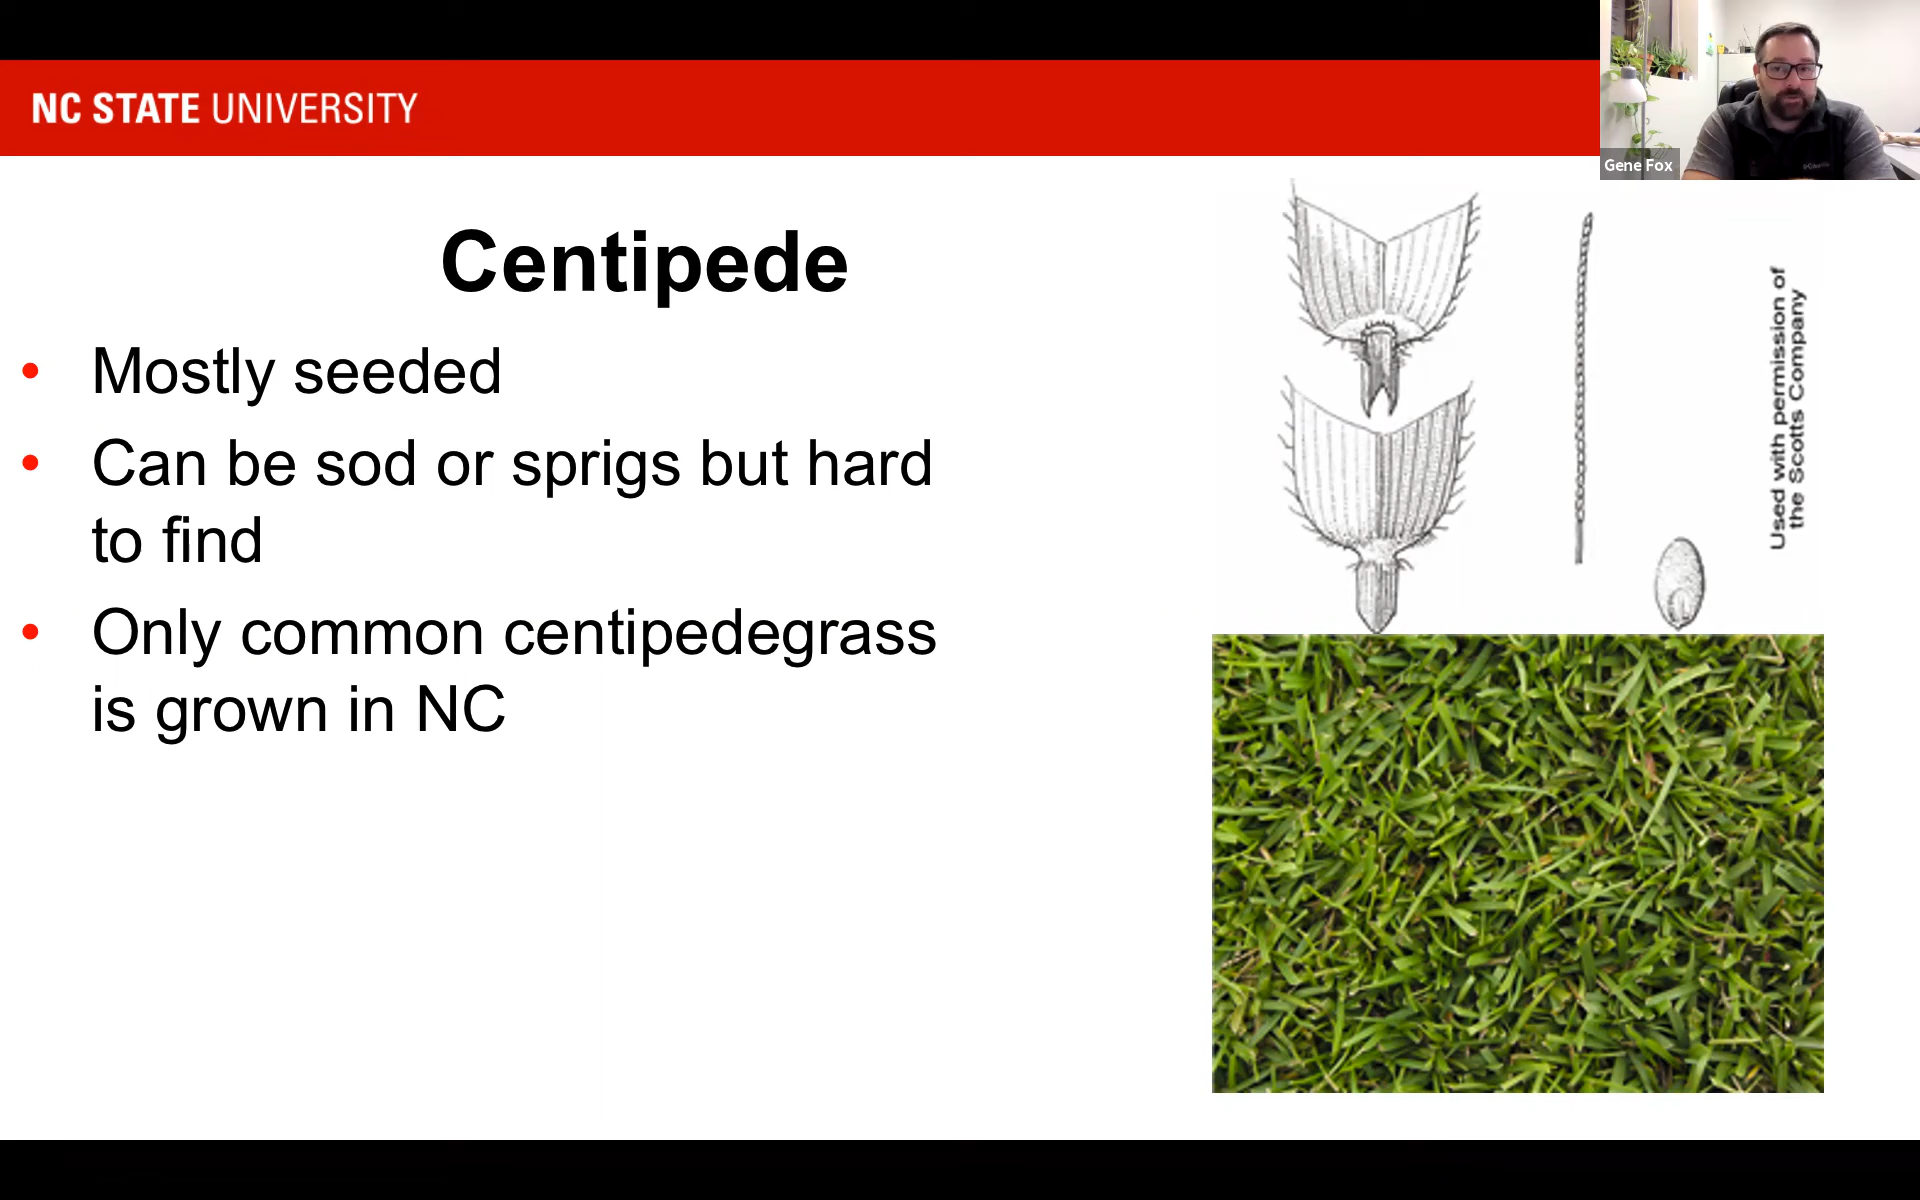 NC STATE UNIVERSITY
Gene Fox
Centipede
• Mostly seeded
• Can be sod or sprigs but hard
to find
• Only common centipedegrass
is grown in NC
Used with permission of
the Scotts Company